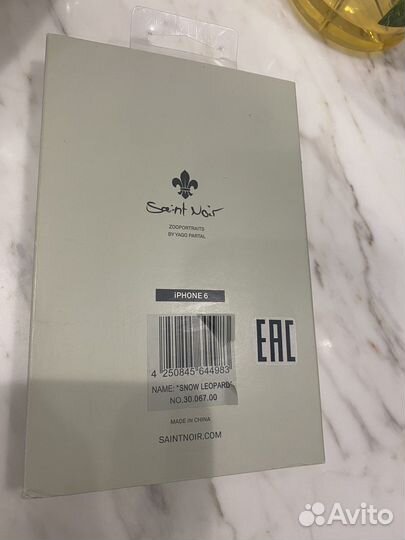 Saint Noir
ZOOPORTRAITS
BY YAGO PARTAL
iPHONE 6
4 250845 644983
NAME: "SNOW LEOPARD"
NO.30.067.00
EAC
MADE IN CHINA
SAINTNOIR.COM
Avito